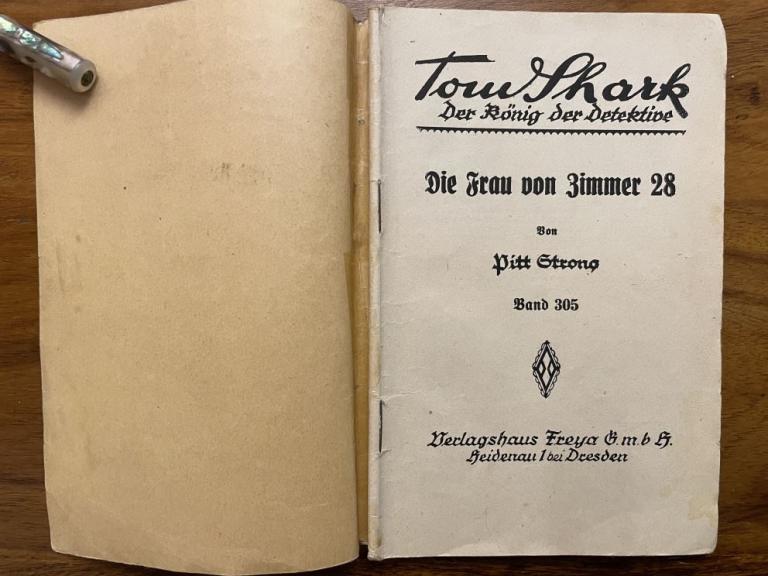 Tom Shark
Der König der Detektive
Die Frau von Zimmer 28
Von
Pitt Strong
Band 305
Verlagshaus Freya G. m. b H.
Heidenau 1 bei Dresden